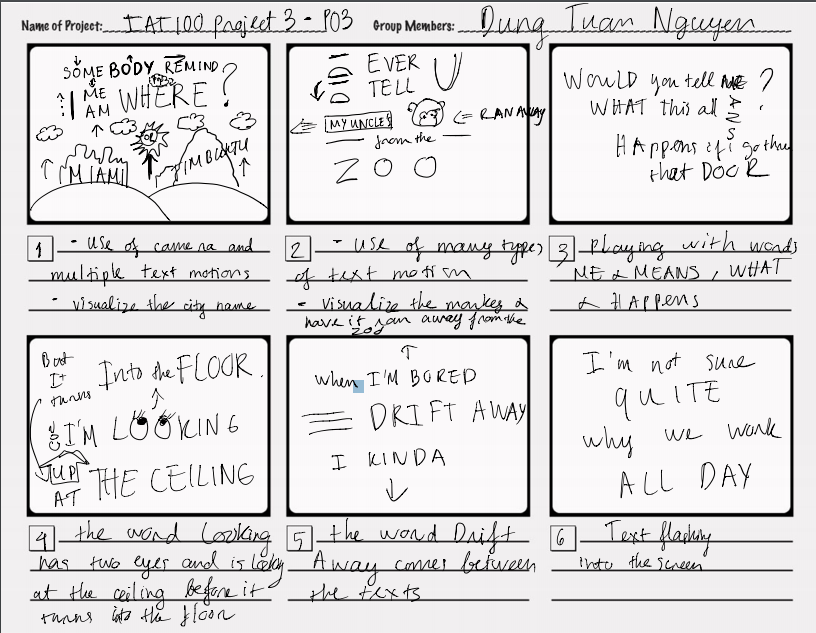 Name of Project: IAT100 project 3 - P03
Group Members: Dung Tuan Nguyen
SOMEBODY REMIND
ME
I AM WHERE?
MIAMI
I'M BLOWN
EVER
TELL U
MY UNCLES
RAN AWAY
from the
ZOO
WOULD you tell ME ?
WHAT this all MEANS
HAppens if i go thru
that DOOR
1 - Use of camera and
multiple text motions
- visualize the city name
2 - Use of many types
of text motion
- Visualize the monkey &
have it ran away from the
zoo
3 Playing with words
ME & MEANS, WHAT
& HAPPENS
But
It
turns
Into the FLOOR.
I'M LOOKING
UP
AT THE CEILING
when I'M BORED
DRIFT AWAY
I KINDA
I'm not sure
QUITE
why we work
ALL DAY
4 the word Looking
has two eyes and is looking
at the ceiling before it
turns into the floor
5 the word Drift
Away comes between
the texts
6 Text flashing
into the screen